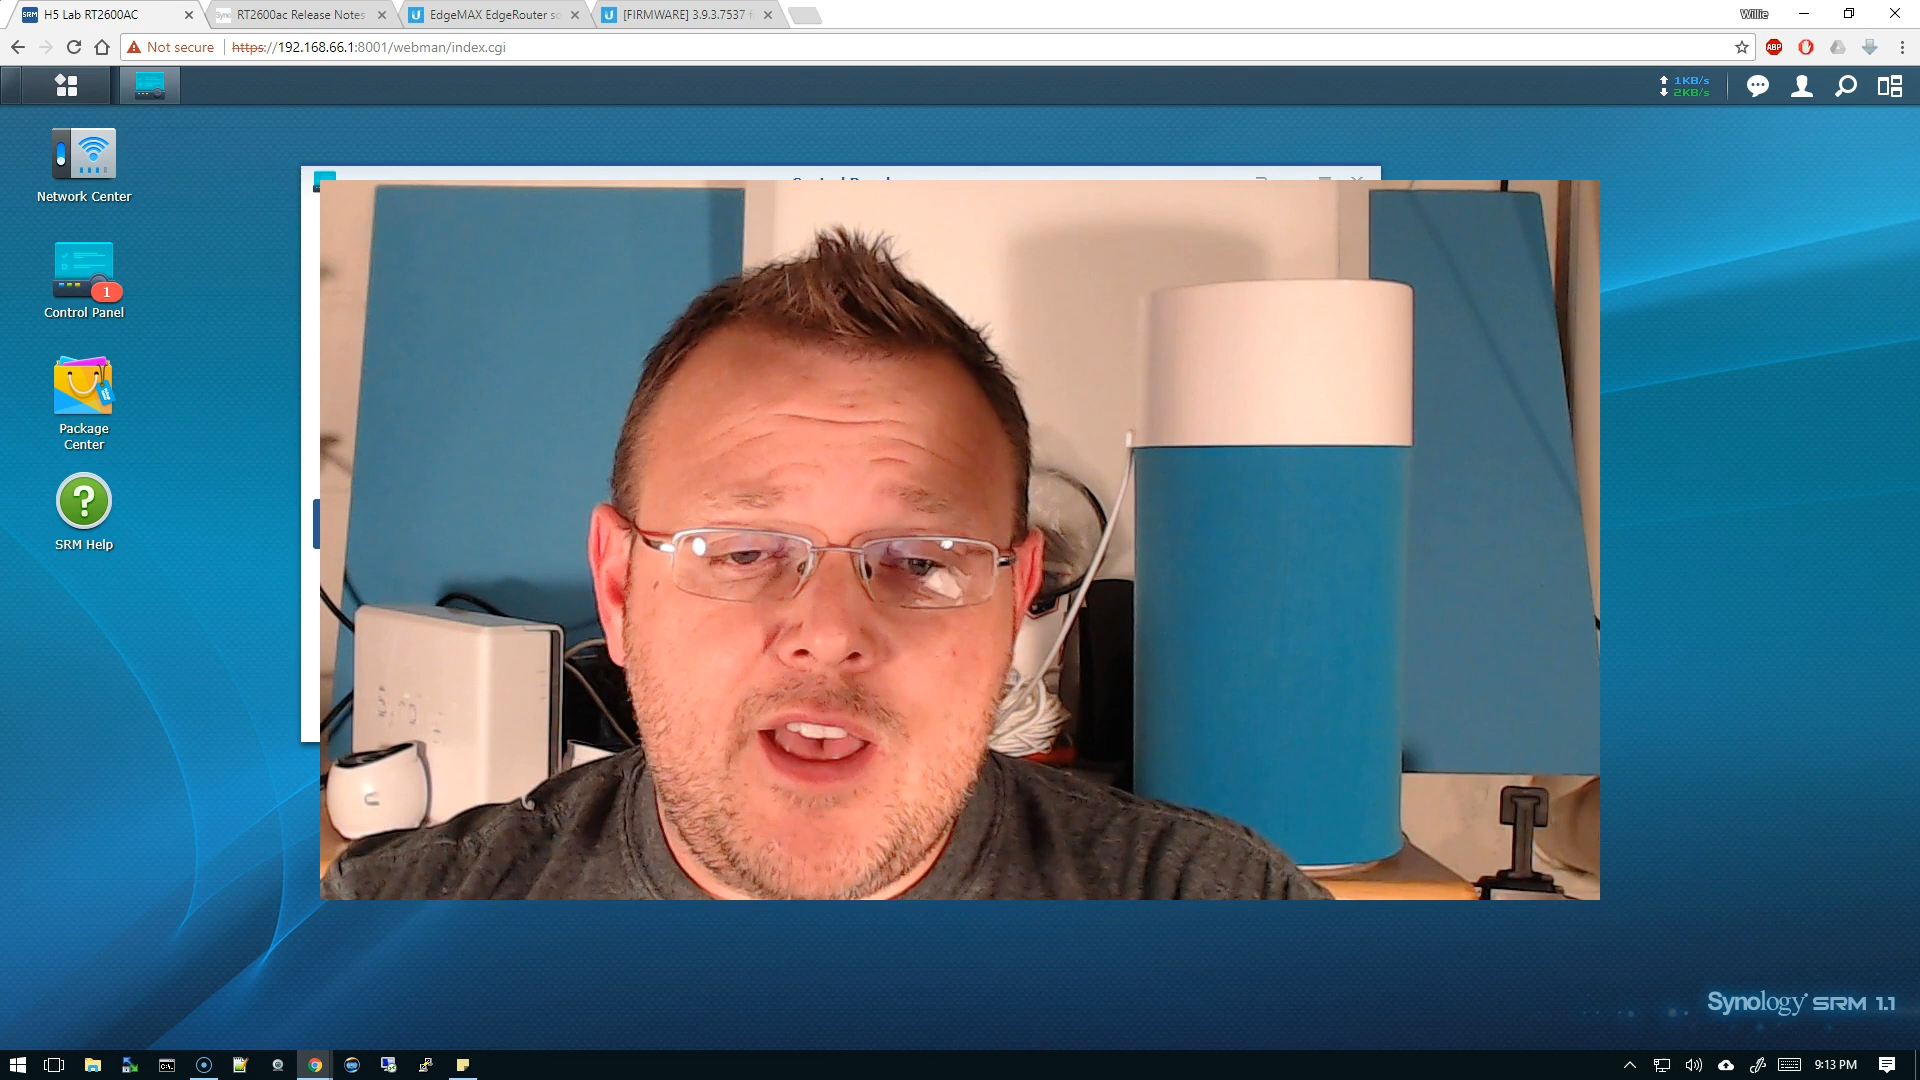 H5 Lab RT2600AC
RT2600ac Release Notes
EdgeMAX EdgeRouter so
[FIRMWARE] 3.9.3.7537 f
Willie
Not secure
https://192.168.66.1:8001/webman/index.cgi
ABP
1KB/s
2KB/s
Network Center
1
Control Panel
Package
Center
?
SRM Help
Synology SRM 1.1
9:13 PM